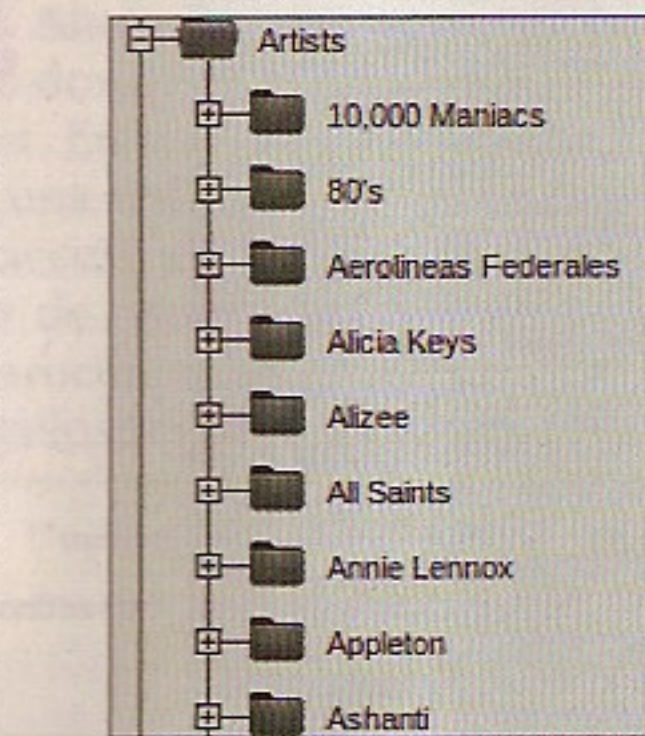 Artists
10,000 Maniacs
80's
Aerolineas Federales
Alicia Keys
Alizee
All Saints
Annie Lennox
Appleton
Ashanti